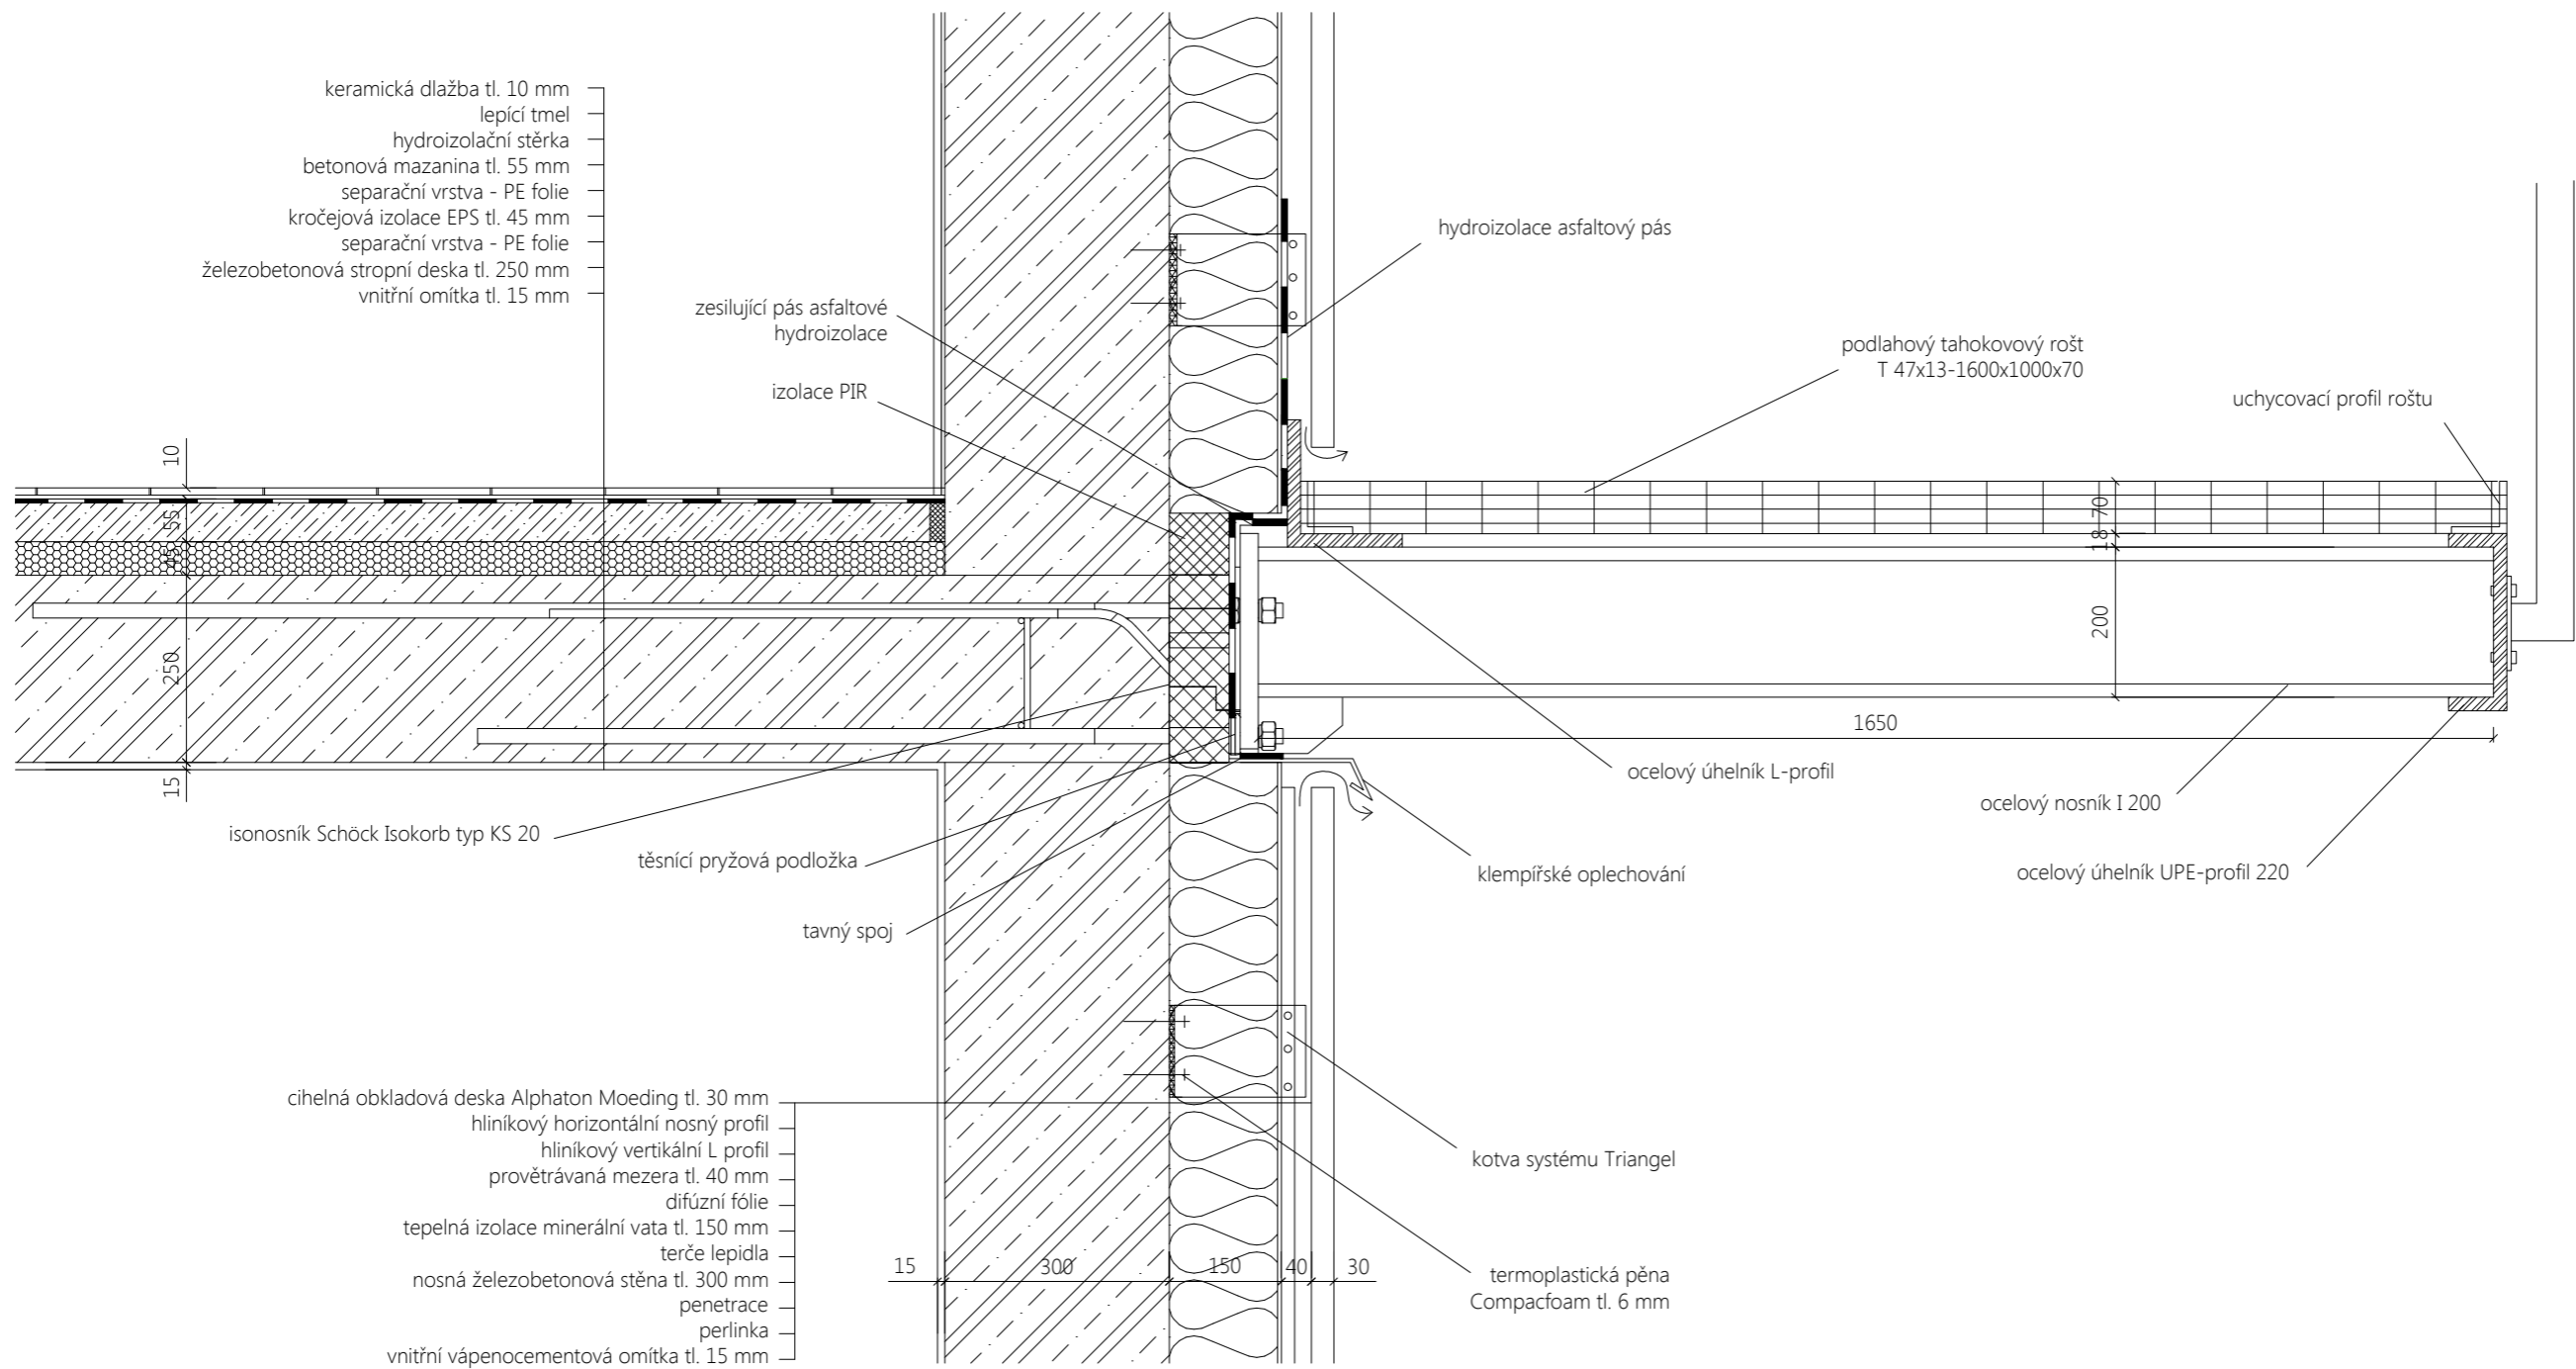 keramická dlažba tl. 10 mm
lepící tmel
hydroizolační stěrka
betonová mazanina tl. 55 mm
separační vrstva - PE folie
kročejová izolace EPS tl. 45 mm
separační vrstva - PE folie
železobetonová stropní deska tl. 250 mm
vnitřní omítka tl. 15 mm
zesilující pás asfaltové
hydroizolace
izolace PIR
hydroizolace asfaltový pás
podlahový tahokovový rošt
T 47x13-1600x1000x70
uchycovací profil roštu
10
55
45
250
15
70
18
200
1650
isonosník Schöck Isokorb typ KS 20
těsnící pryžová podložka
tavný spoj
ocelový úhelník L-profil
ocelový nosník I 200
klempířské oplechování
ocelový úhelník UPE-profil 220
cihelná obkladová deska Alphaton Moeding tl. 30 mm
hliníkový horizontální nosný profil
hliníkový vertikální L profil
provětrávaná mezera tl. 40 mm
difúzní fólie
tepelná izolace minerální vata tl. 150 mm
terče lepidla
nosná železobetonová stěna tl. 300 mm
penetrace
perlinka
vnitřní vápenocementová omítka tl. 15 mm
15
300
150
40
30
kotva systému Triangel
termoplastická pěna
Compacfoam tl. 6 mm